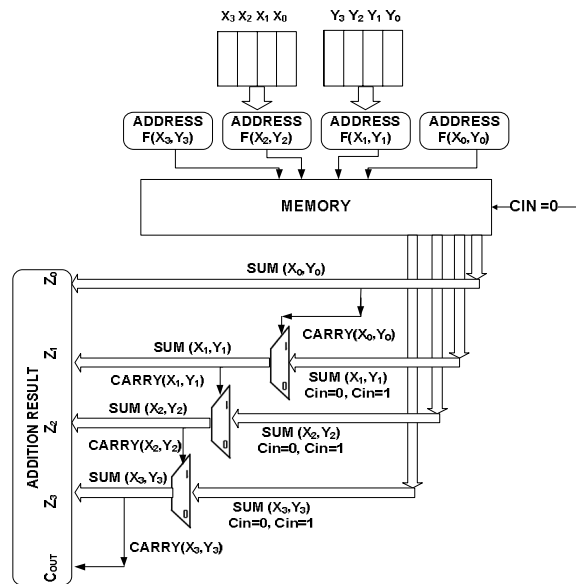 X3 X2 X1 X0
Y3 Y2 Y1 Y0
ADDRESS
F(X3,Y3)
ADDRESS
F(X2,Y2)
ADDRESS
F(X1,Y1)
ADDRESS
F(X0,Y0)
MEMORY
CIN =0
SUM (X0,Y0)
Z0
CARRY(X0,Y0)
I
0
SUM (X1,Y1)
Z1
SUM (X1,Y1)
Cin=0, Cin=1
CARRY(X1,Y1)
I
0
SUM (X2,Y2)
Z2
SUM (X2,Y2)
Cin=0, Cin=1
CARRY(X2,Y2)
I
0
SUM (X3,Y3)
Z3
SUM (X3,Y3)
Cin=0, Cin=1
CARRY(X3,Y3)
COUT
ADDITION RESULT